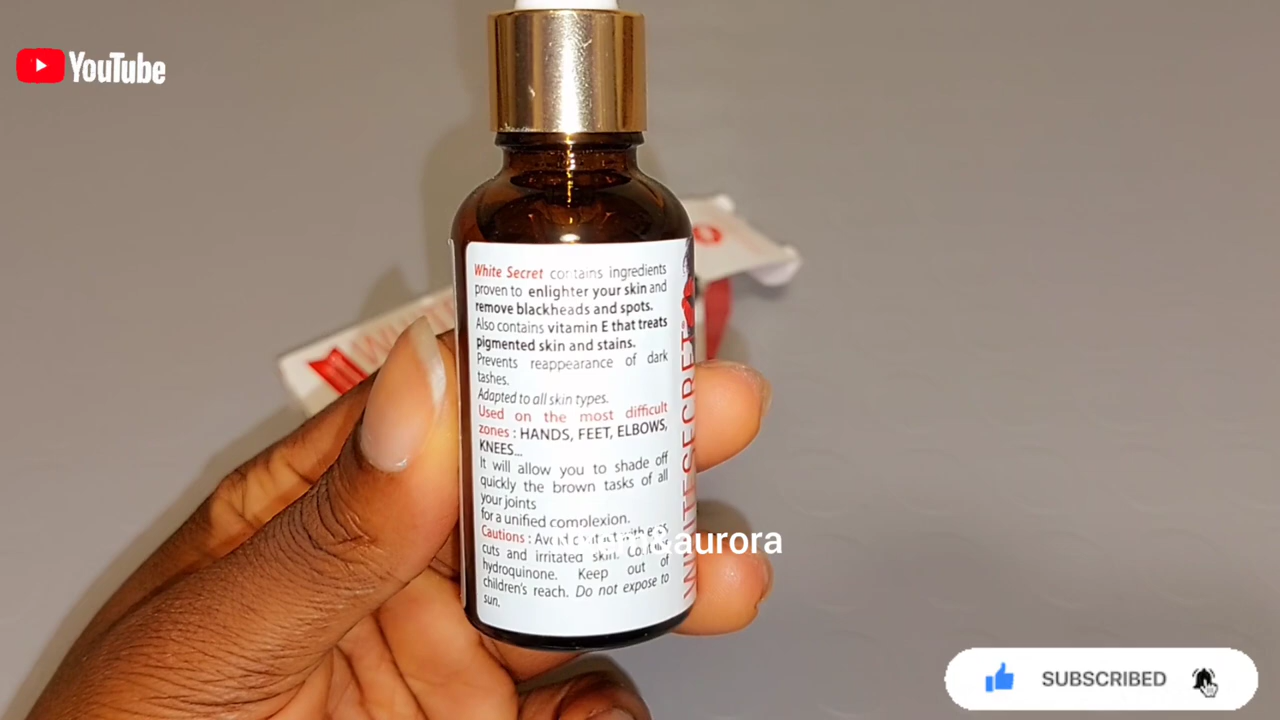 YouTube
White Secret contains ingredients
proven to enlighter your skin and
remove blackheads and spots.
Also contains vitamin E that treats
pigmented skin and stains.
Prevents reappearance of dark
tashes.
Adapted to all skin types.
Used on the most difficult
zones : HANDS, FEET, ELBOWS,
KNEES...
It will allow you to shade off
quickly the brown tasks of all
your joints
for a unified complexion.
Cautions : Avoid contact with eyes
cuts and irritated skin.
hydroquinone. Keep out of
children's reach. Do not expose to
sun.
WHITE SECRET
aurora
SUBSCRIBED